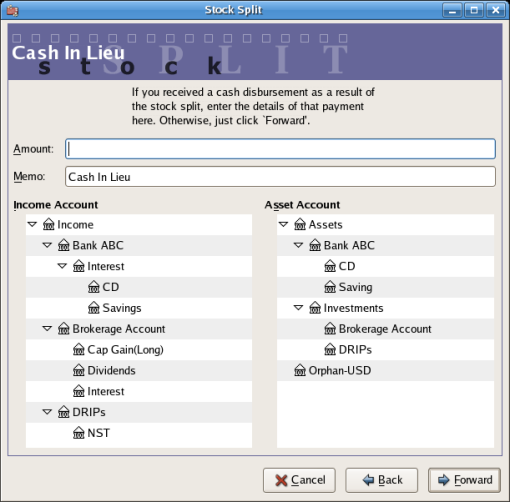 Stock Split
Cash In Lieu
stock SPLIT
If you received a cash disbursement as a result of
the stock split, enter the details of that payment
here. Otherwise, just click `Forward'.
Amount:
Memo: Cash In Lieu
Income Account
Income
Bank ABC
Interest
CD
Savings
Brokerage Account
Cap Gain(Long)
Dividends
Interest
DRIPs
NST
Asset Account
Assets
Bank ABC
CD
Saving
Investments
Brokerage Account
DRIPs
Orphan-USD
Cancel
Back
Forward